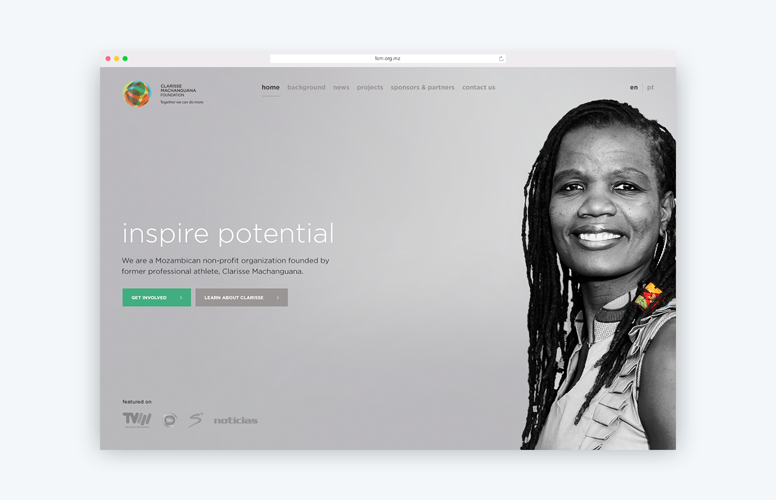 fcm.org.mz
CLARISSE
MACHANGUANA
FOUNDATION
Together we can do more.
home background news projects sponsors & partners contact us
en pt
inspire potential
We are a Mozambican non-profit organization founded by
former professional athlete, Clarisse Machanguana.
GET INVOLVED
LEARN ABOUT CLARISSE
featured on
TVM
S
noticias